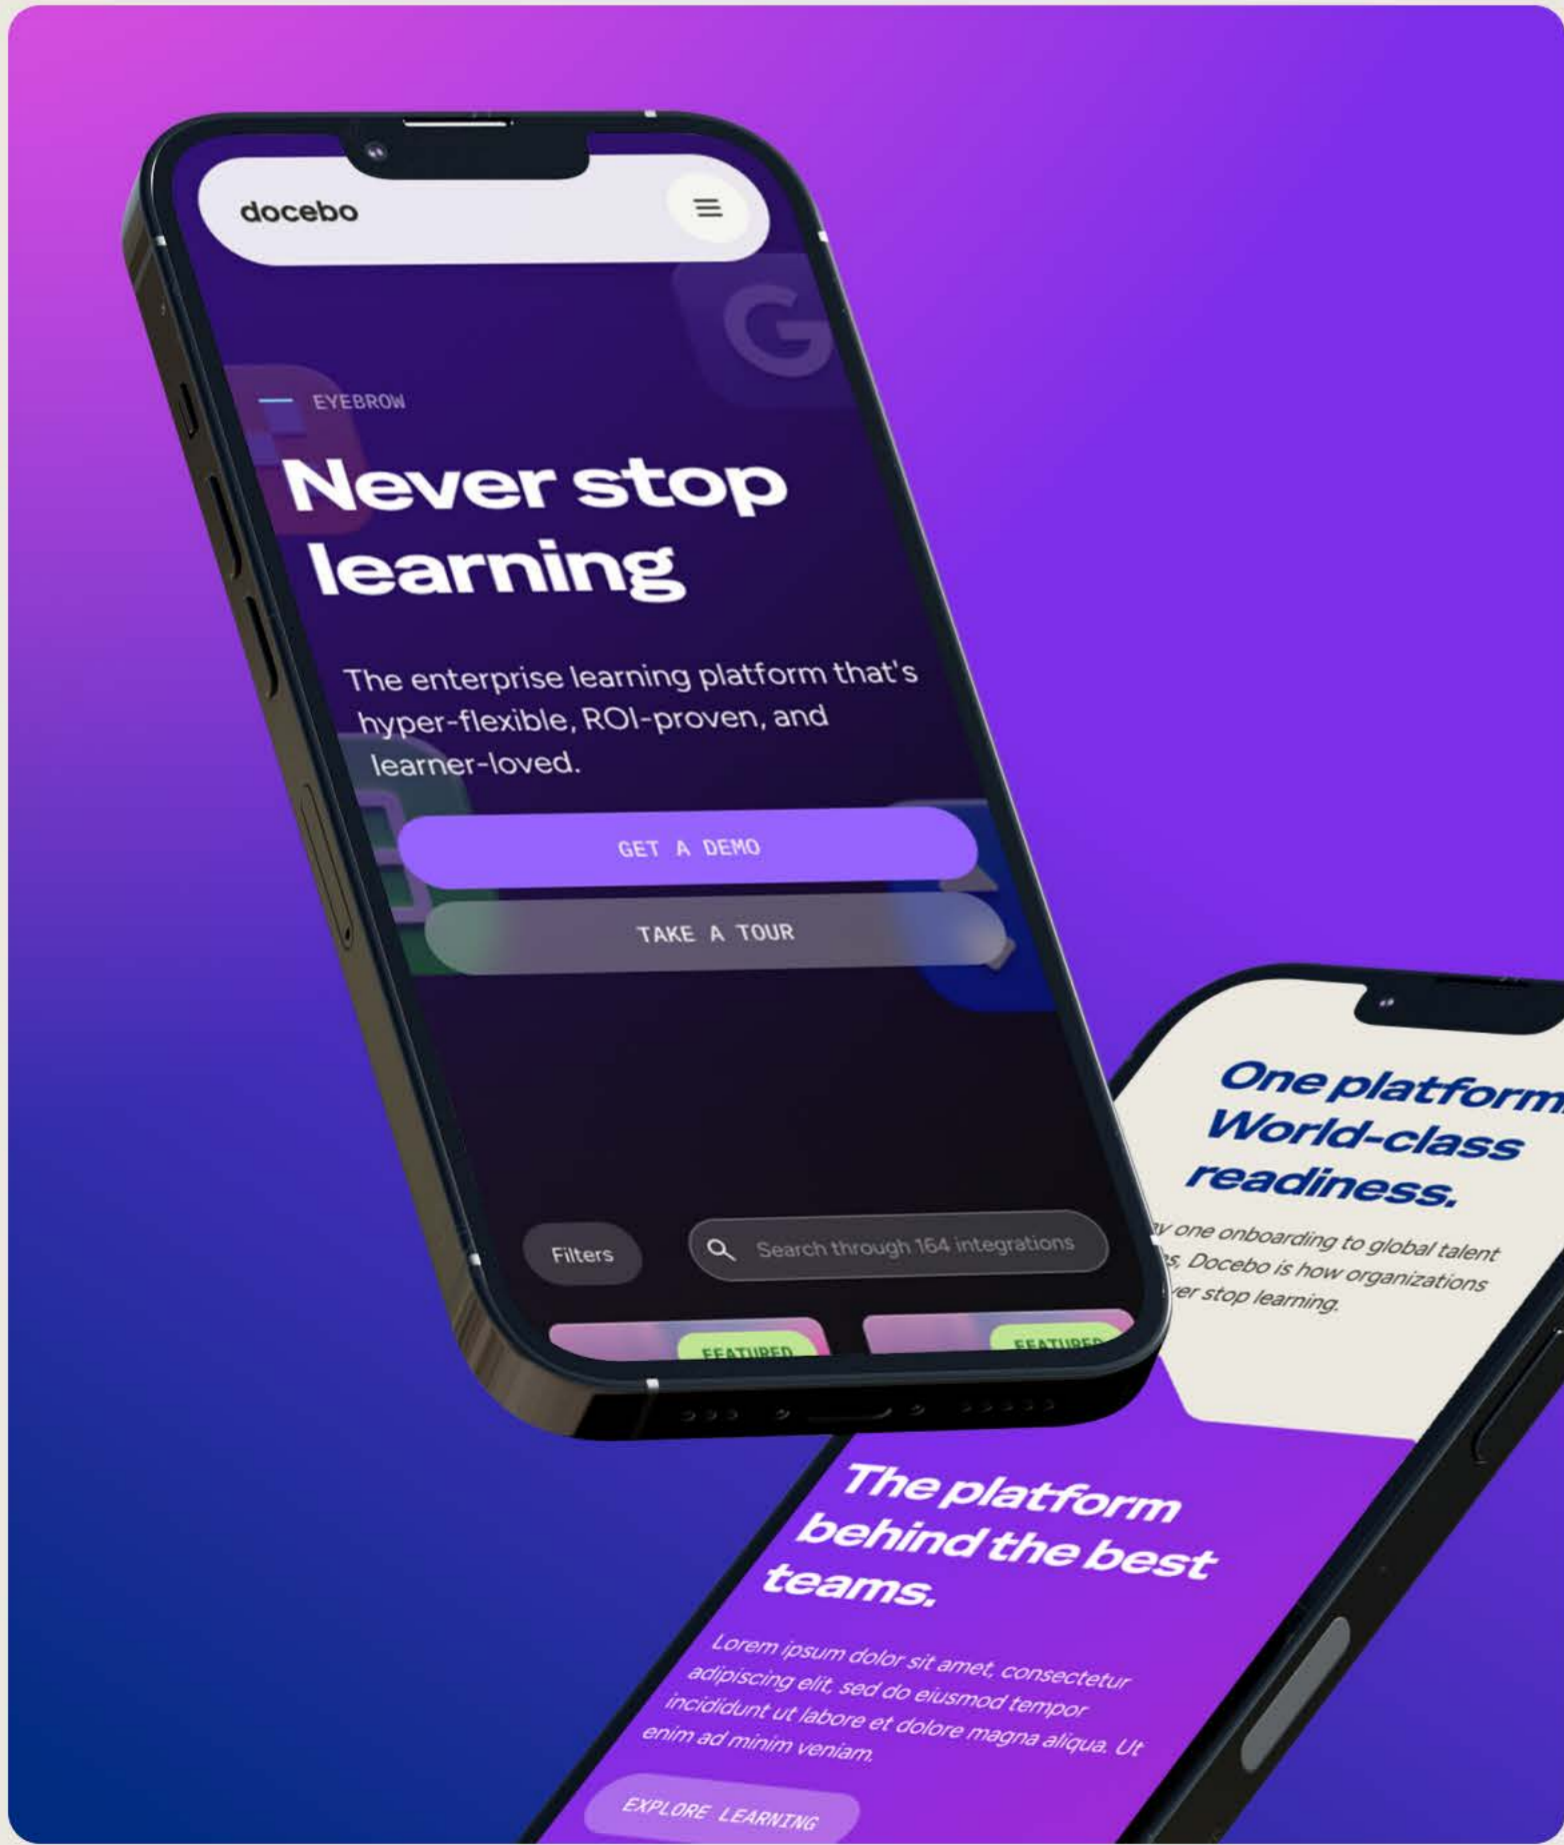 docebo
EYEBROW
Never stop
learning
The enterprise learning platform that's
hyper-flexible, ROI-proven, and
learner-loved.
GET A DEMO
TAKE A TOUR
Filters
Search through 164 integrations
FEATURED
FEATURED
G
One platform
World-class
readiness.
one onboarding to global talent
Docebo is how organizations
stop learning.
The platform
behind the best
teams.
Lorem ipsum dolor sit amet, consectetur
adipiscing elit, sed do eiusmod tempor
incididunt ut labore et dolore magna aliqua. Ut
enim ad minim veniam.
EXPLORE LEARNING